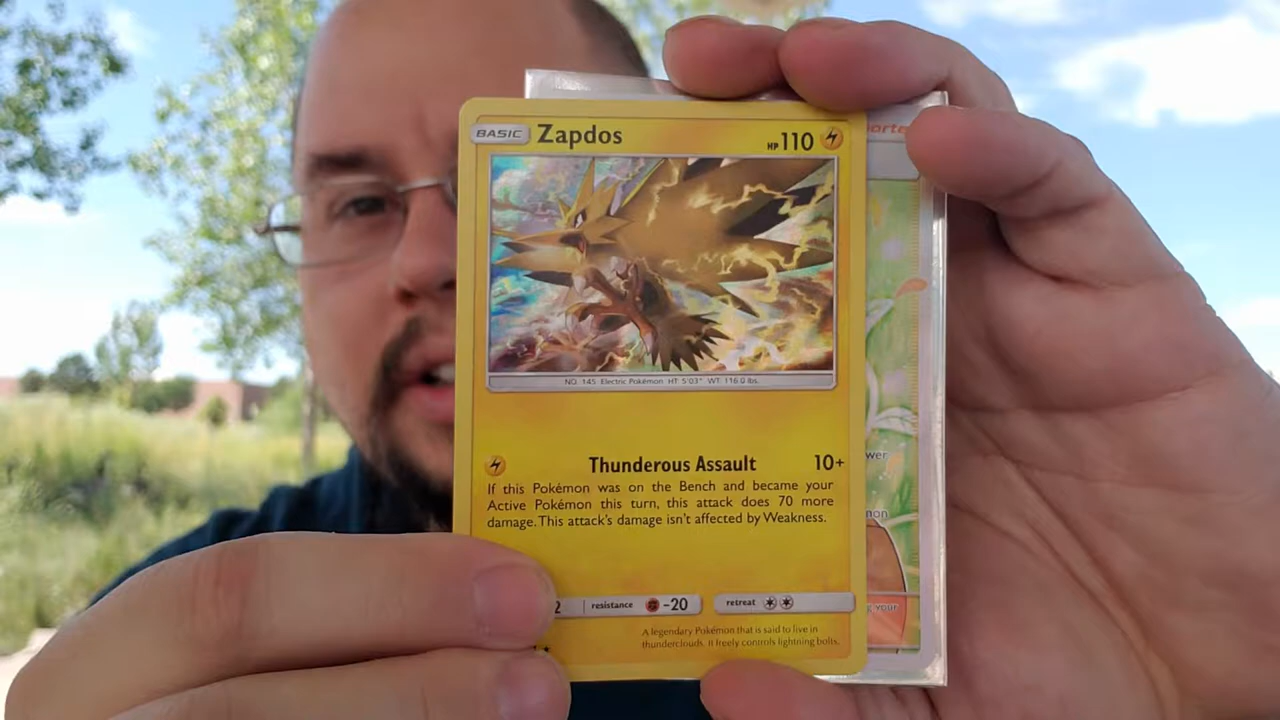 BASIC Zapdos HP 110
NO. 145 Electric Pokémon HT 5'03" WT 116.0 lbs.
Thunderous Assault 10+
If this Pokémon was on the Bench and became your
Active Pokémon this turn, this attack does 70 more
damage. This attack's damage isn't affected by Weakness.
2 resistance -20 retreat
A legendary Pokémon that is said to live in
thunderclouds. It freely controls lightning bolts.